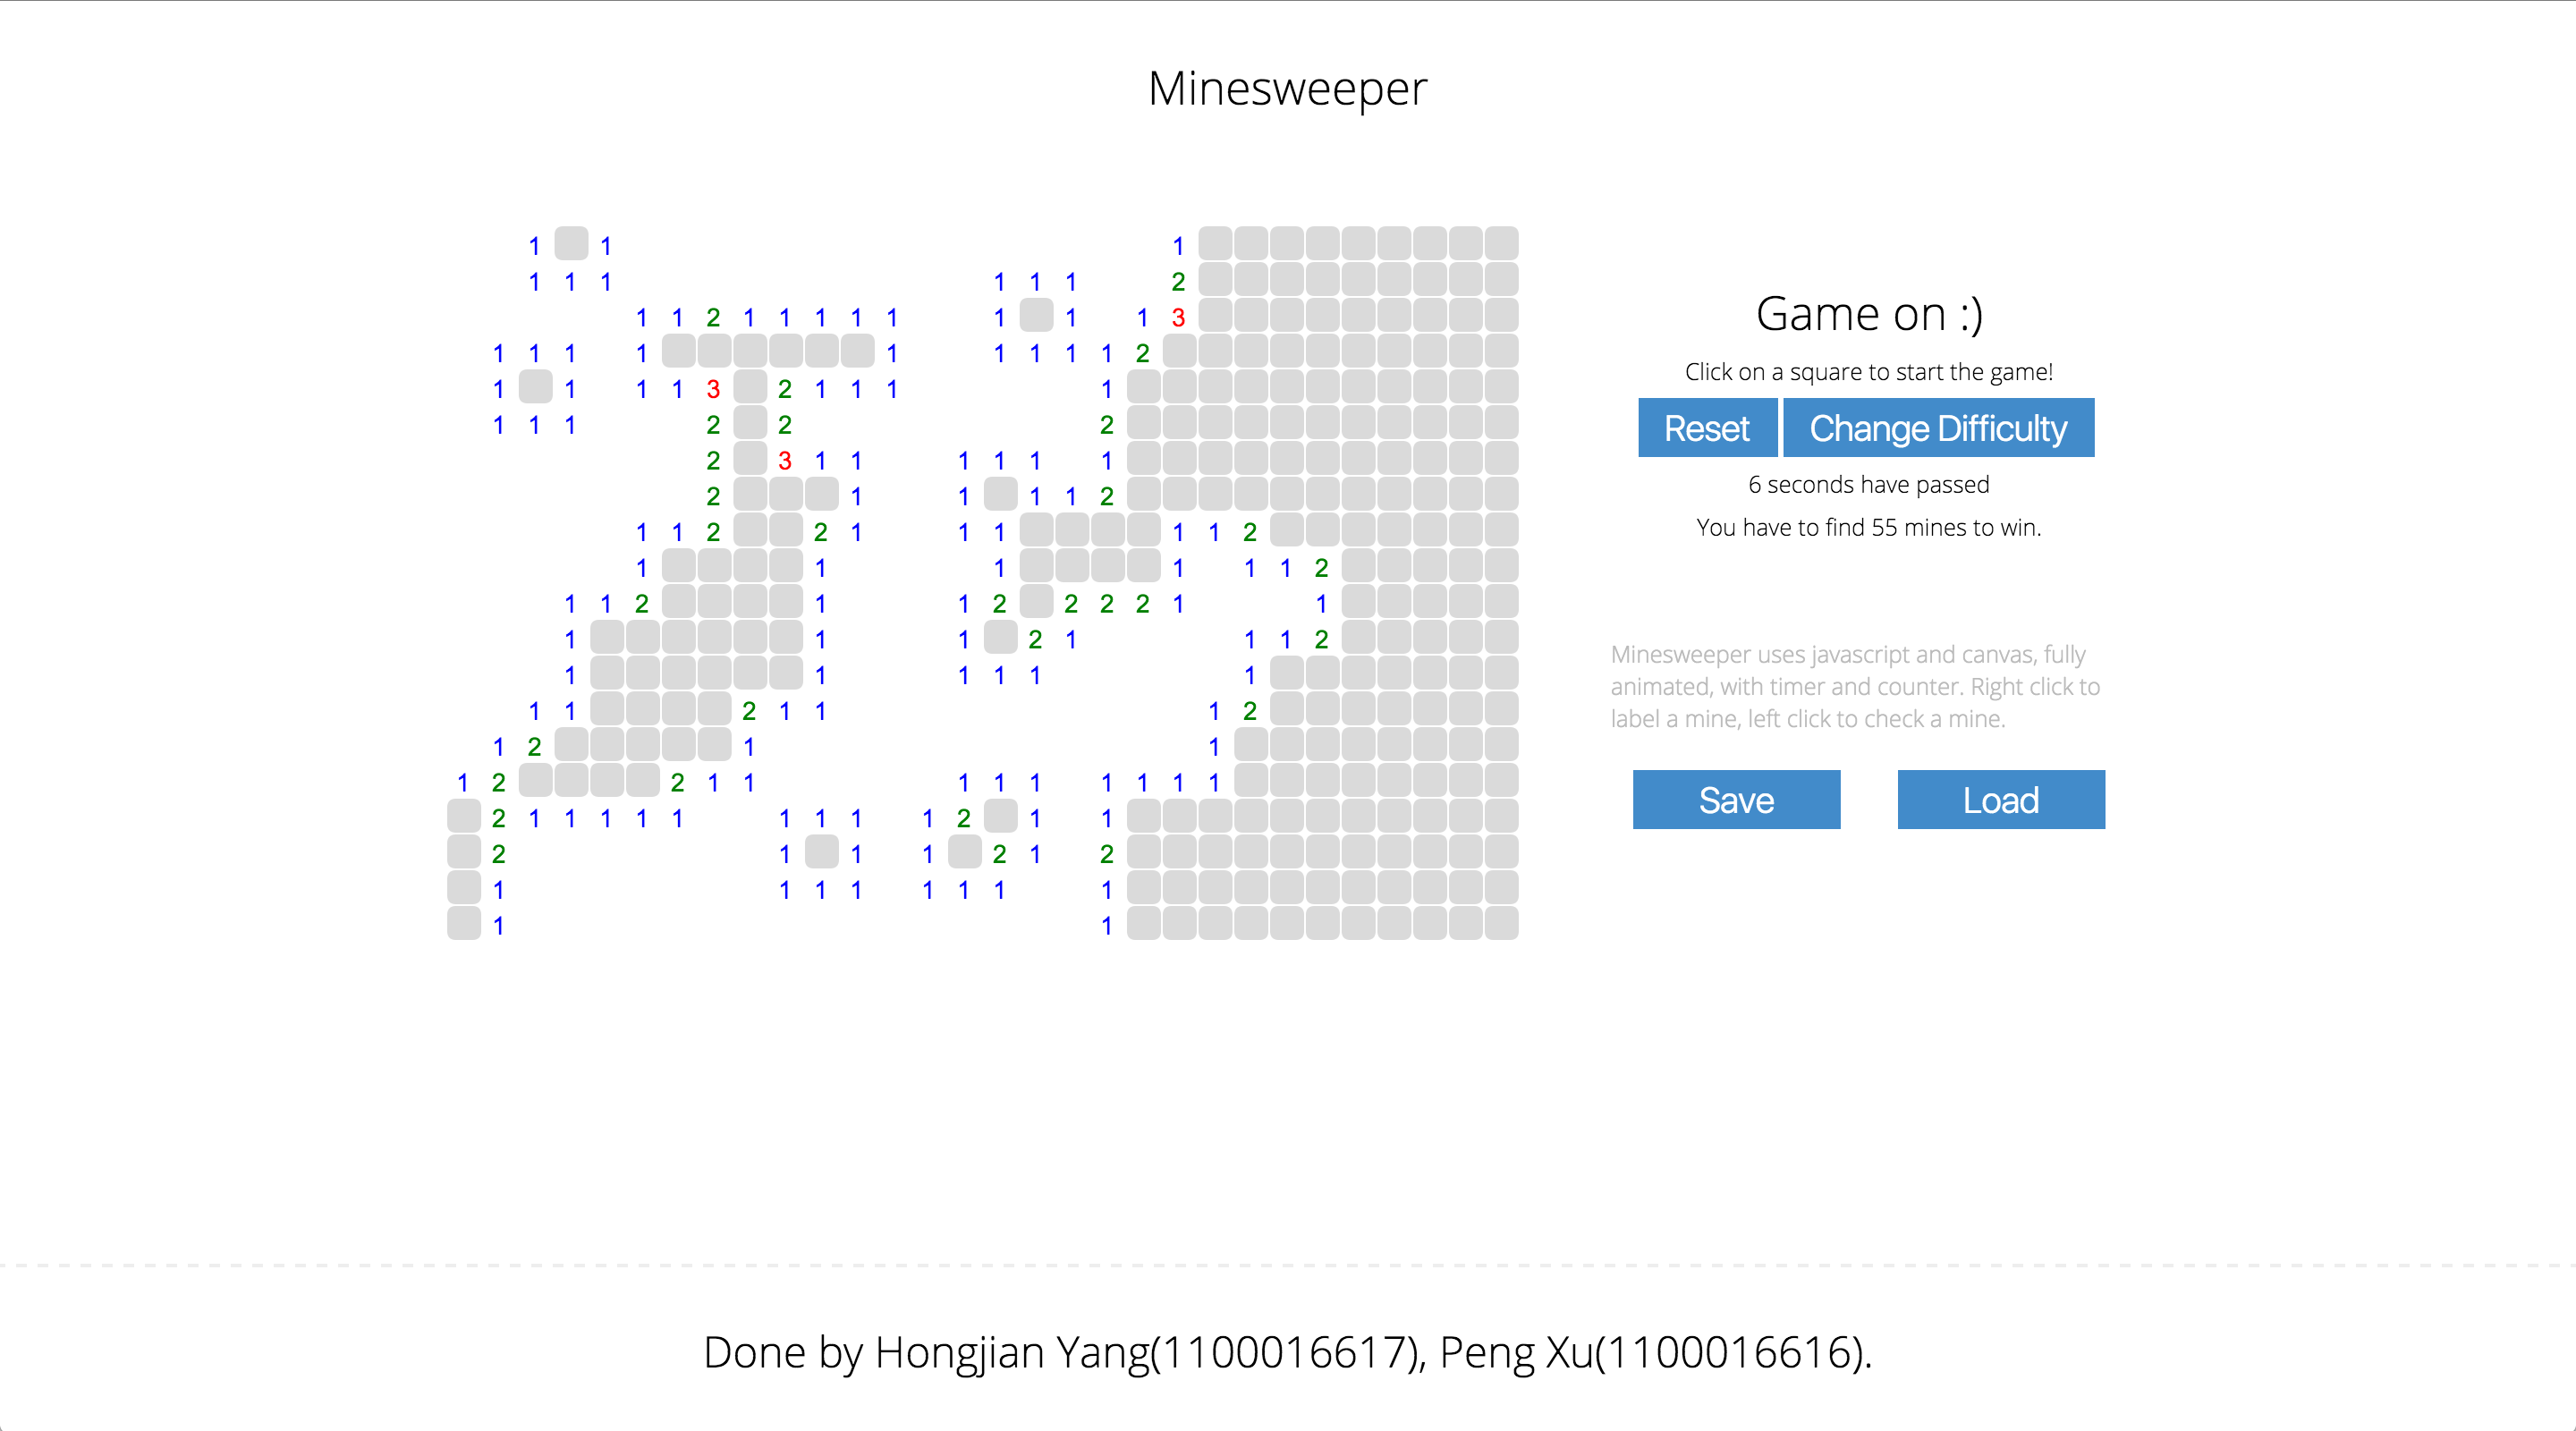 Minesweeper
1 1 1
1 1 1 1 1 1 2
1 1 2 1 1 1 1 1 1 1 1 3
1 1 1 1 1 1 1 1 1 2
1 1 1 1 3 2 1 1 1 1
1 1 1 2 2 2
2 3 1 1 1 1 1 1
2 1 1 1 1 2
1 1 2 2 1 1 1 1 1 2
1 1 1 1 1 1 2
1 1 2 1 1 2 2 2 2 1 1
1 1 1 2 1 1 1 2
1 1 1 1 1 1
1 1 2 1 1 1 2
1 2 1 1
1 2 2 1 1 1 1 1 1 1 1 1
2 1 1 1 1 1 1 1 1 1 2 1 1
2 1 1 1 2 1 2
1 1 1 1 1 1 1 1
1 1
Game on :)
Click on a square to start the game!
Reset Change Difficulty
6 seconds have passed
You have to find 55 mines to win.
Minesweeper uses javascript and canvas, fully
animated, with timer and counter. Right click to
label a mine, left click to check a mine.
Save Load
Done by Hongjian Yang(1100016617), Peng Xu(1100016616).